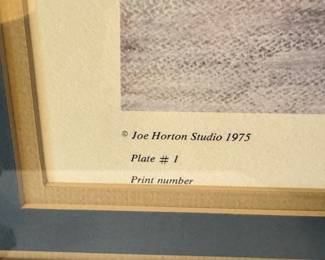 © Joe Horton Studio 1975
Plate # 1
Print number